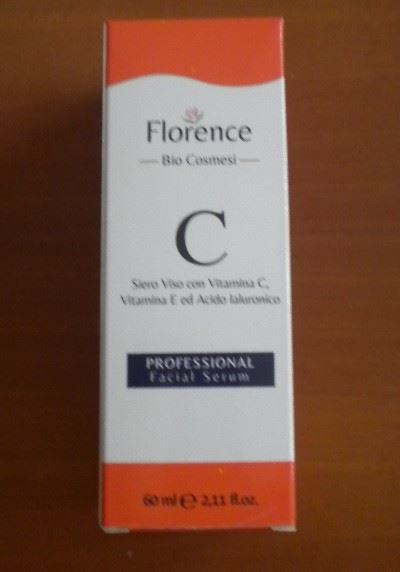 Florence
Bio Cosmesi
C
Siero Viso con Vitamina C,
Vitamina E ed Acido Ialuronico
PROFESSIONAL
Facial Serum
60 ml ℮ 2,11 fl.oz.